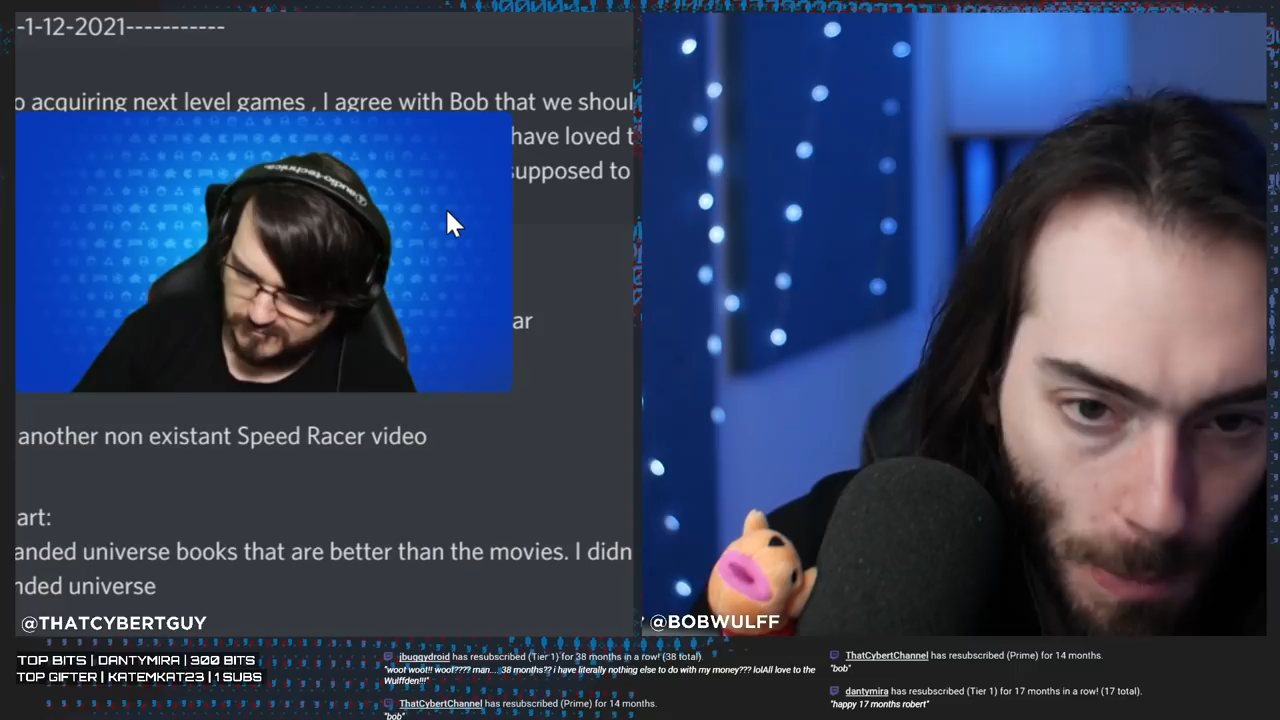 -1-12-2021-----------
o acquiring next level games , I agree with Bob that we shoul
have loved t
supposed to
audio-technica
ar
another non existant Speed Racer video
art:
anded universe books that are better than the movies. I didn
nded universe
@THATCYBERTGUY
@BOBWULFF
TOP BITS | DANTYMIRA | 300 BITS
TOP GIFTER | KATEMKAT23 | 1 SUBS
jbuggydroid has resubscribed (Tier 1) for 38 months in a row! (38 total).
"woot woot!! woof???? man... 38 months?? i have literally nothing else to do with my money??? lolAll love to the
Wulffden!!!"
ThatCybertChannel has resubscribed (Prime) for 14 months.
"bob"
ThatCybertChannel has resubscribed (Prime) for 14 months.
"bob"
dantymira has resubscribed (Tier 1) for 17 months in a row! (17 total).
"happy 17 months robert"